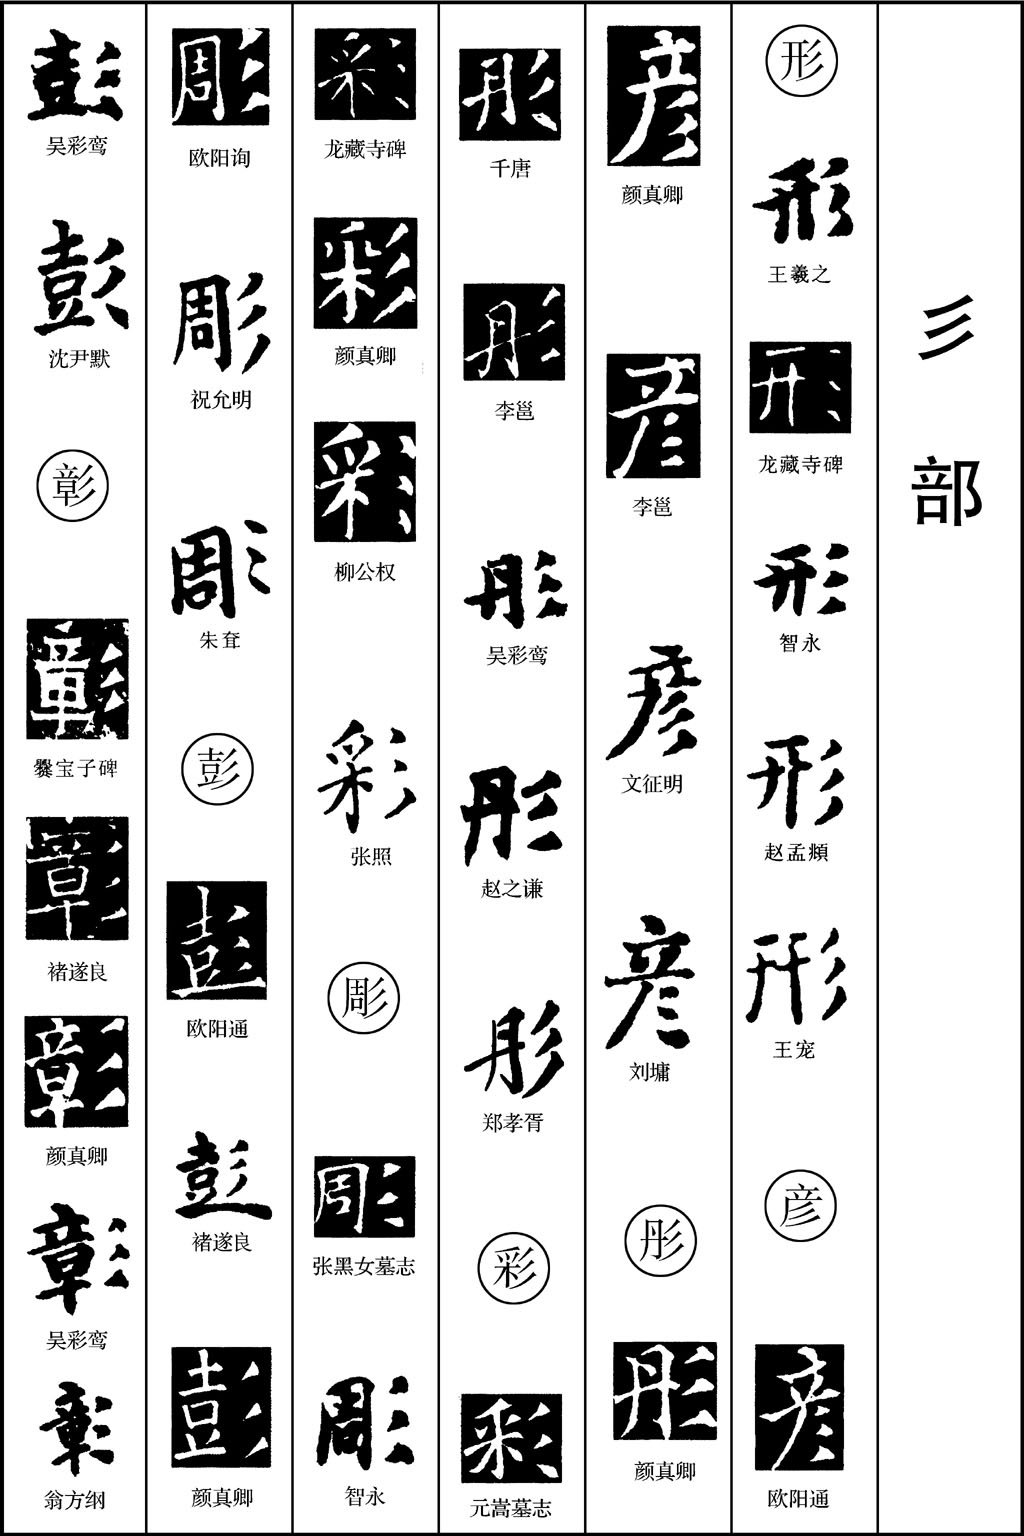 彡部
形
形
王羲之
形
龙藏寺碑
形
智永
形
赵孟頫
形
王宠
彦
彦
欧阳通
彦
颜真卿
彦
李邕
彦
文征明
彦
刘墉
彤
彤
颜真卿
彤
千唐
彤
李邕
彤
吴彩鸾
彤
赵之谦
彤
郑孝胥
彩
彩
元嵩墓志
彩
龙藏寺碑
彩
颜真卿
彩
柳公权
彩
张照
彫
彫
张黑女墓志
彫
智永
彫
欧阳询
彫
祝允明
彫
朱耷
彭
彭
欧阳通
彭
褚遂良
彭
颜真卿
彭
吴彩鸾
彭
沈尹默
彰
彰
爨宝子碑
彰
褚遂良
彰
颜真卿
彰
吴彩鸾
彰
翁方纲